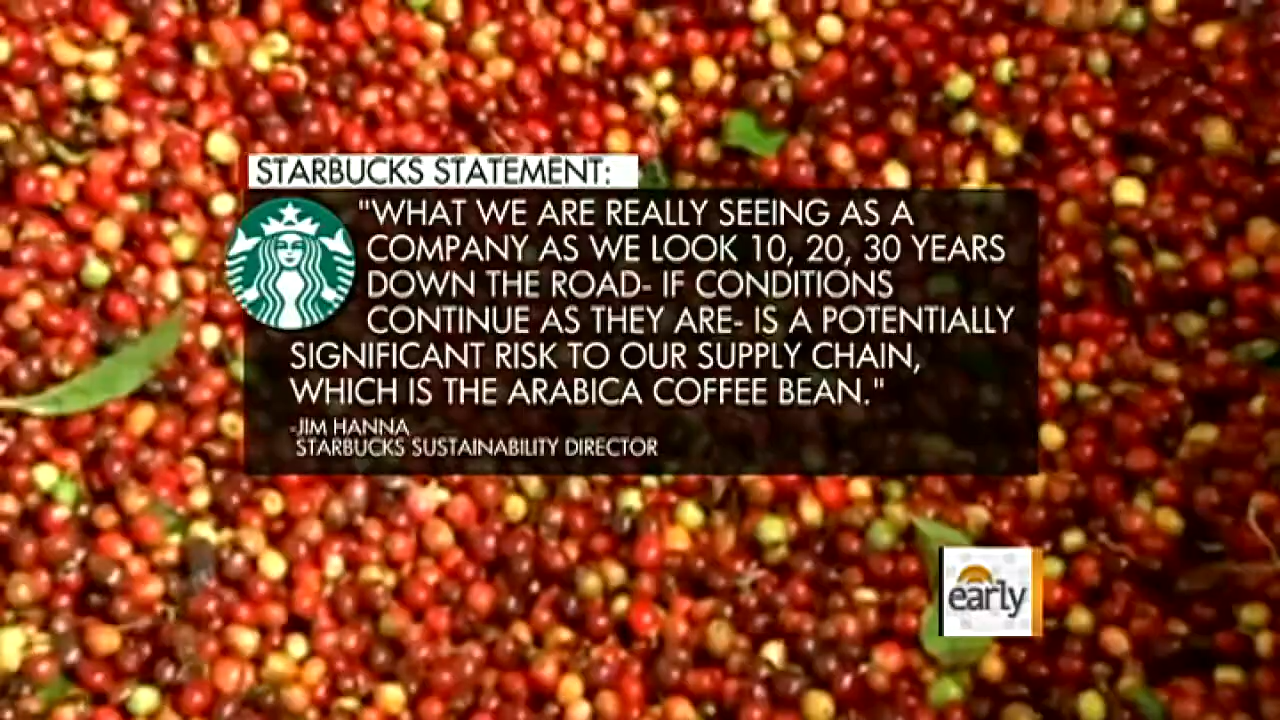 STARBUCKS STATEMENT:
"WHAT WE ARE REALLY SEEING AS A
COMPANY AS WE LOOK 10, 20, 30 YEARS
DOWN THE ROAD- IF CONDITIONS
CONTINUE AS THEY ARE- IS A POTENTIALLY
SIGNIFICANT RISK TO OUR SUPPLY CHAIN,
WHICH IS THE ARABICA COFFEE BEAN."
-JIM HANNA
STARBUCKS SUSTAINABILITY DIRECTOR
early